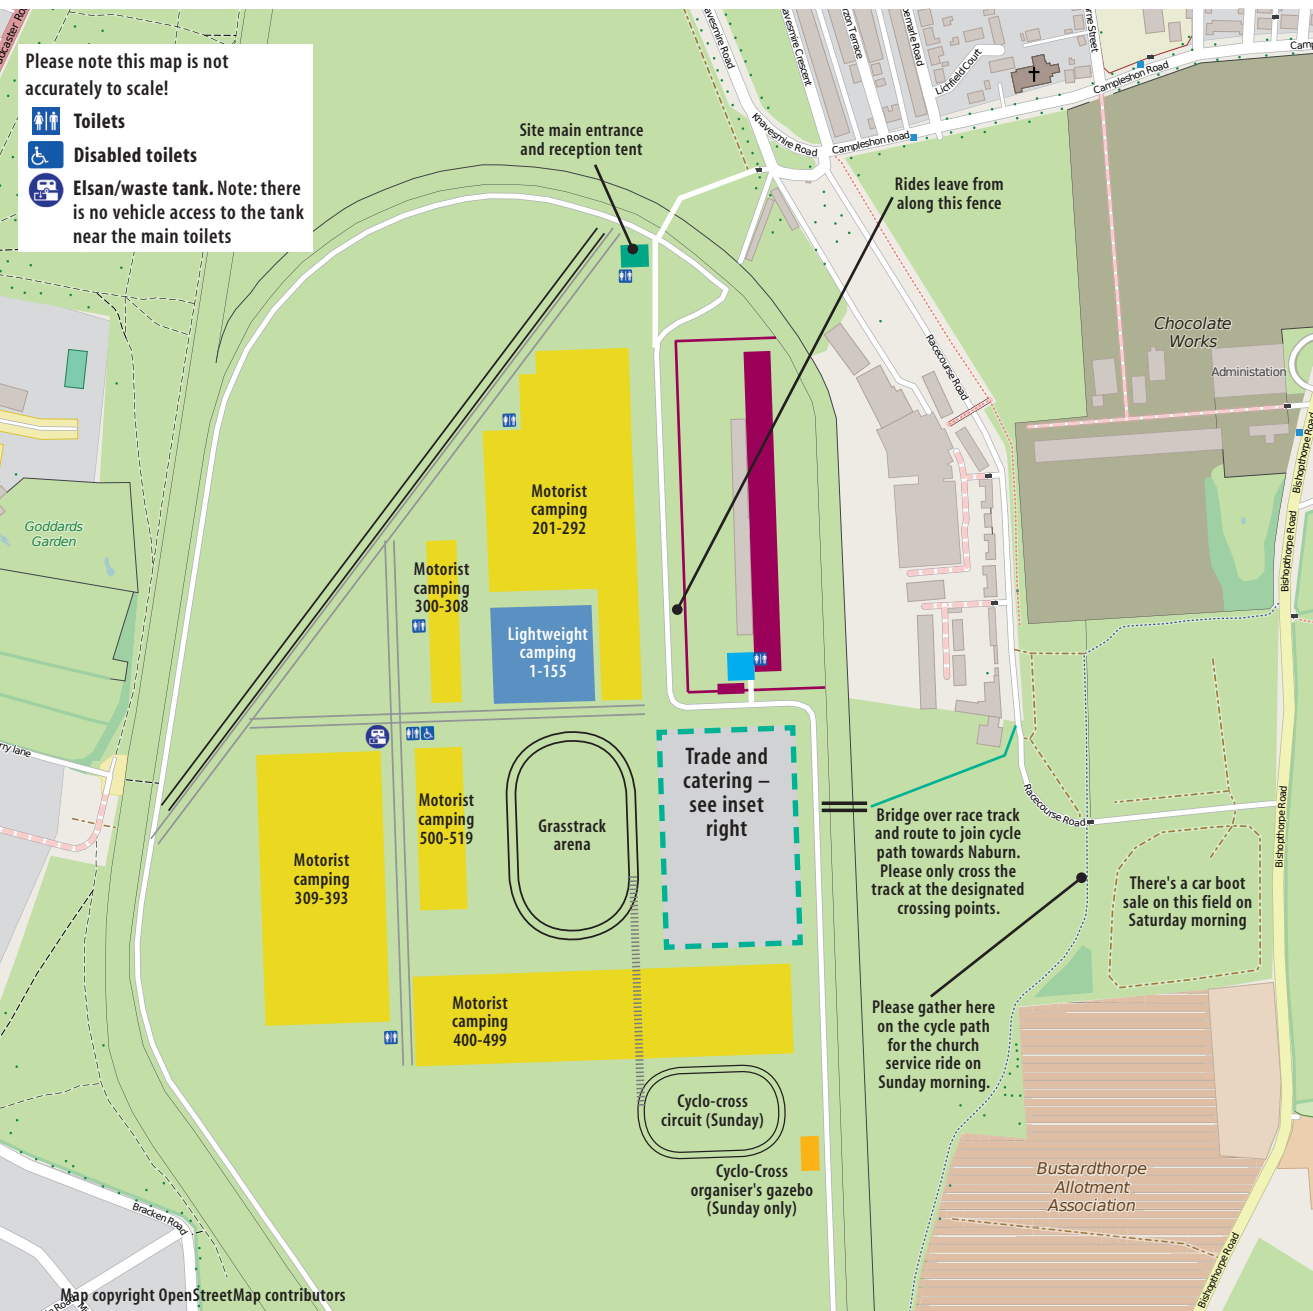 Please note this map is not
accurately to scale!
Toilets
Disabled toilets
Elsan/waste tank. Note: there
is no vehicle access to the tank
near the main toilets
Site main entrance
and reception tent
Rides leave from
along this fence
Knavesmire Road
Campleshon Road
Campleshon Road
Lichfield Court
Racecourse Road
Chocolate
Works
Administation
Bishopthorpe Road
Bishopthorpe Road
Goddards
Garden
Motorist
camping
201-292
Motorist
camping
300-308
Lightweight
camping
1-155
Trade and
catering –
see inset
right
Motorist
camping
500-519
Grasstrack
arena
Motorist
camping
309-393
Bridge over race track
and route to join cycle
path towards Naburn.
Please only cross the
track at the designated
crossing points.
Racecourse Road
Bishopthorpe Road
There's a car boot
sale on this field on
Saturday morning
Motorist
camping
400-499
Please gather here
on the cycle path
for the church
service ride on
Sunday morning.
Cyclo-cross
circuit (Sunday)
Cyclo-Cross
organiser's gazebo
(Sunday only)
Bustardthorpe
Allotment
Association
Bracken Road
Bishopthorpe Road
Map copyright OpenStreetMap contributors